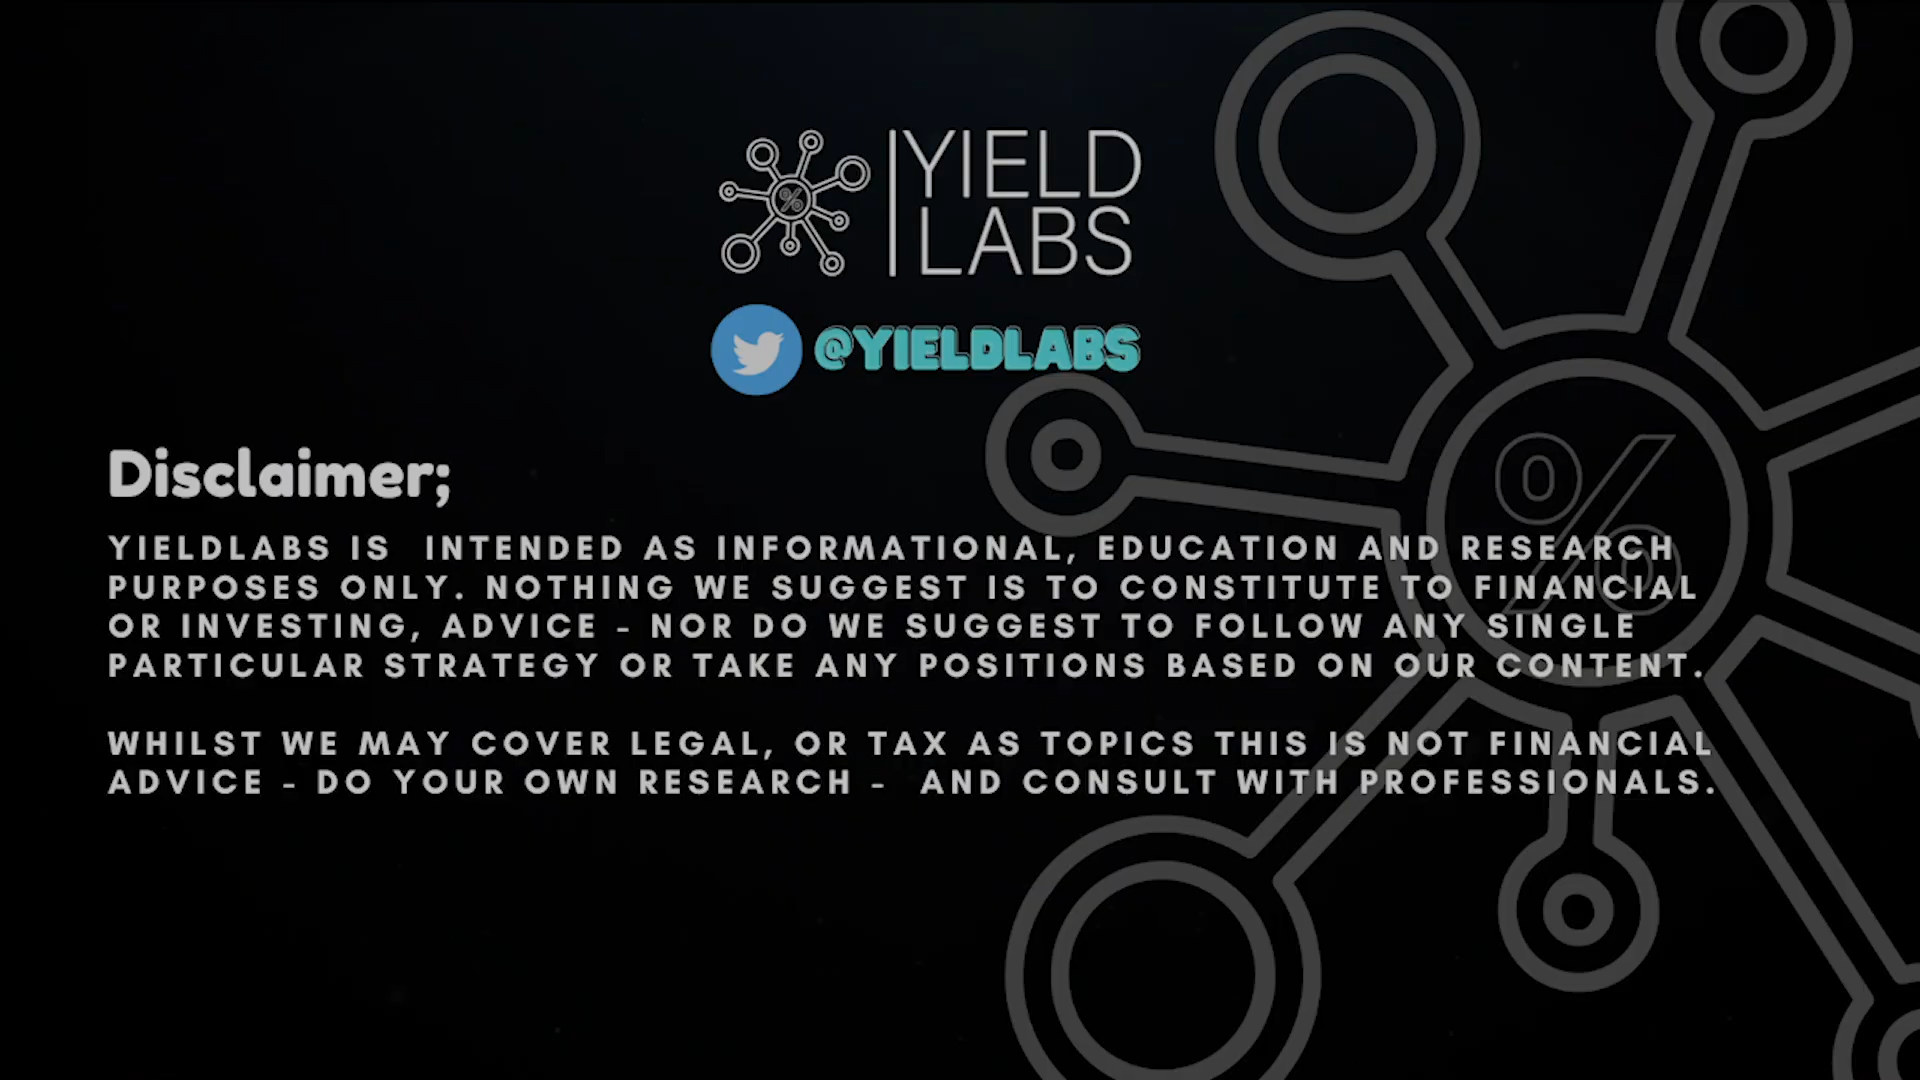 %
YIELD
LABS
@YIELDLABS
Disclaimer;
YIELDLABS IS  INTENDED AS INFORMATIONAL, EDUCATION AND RESEARCH
PURPOSES ONLY. NOTHING WE SUGGEST IS TO CONSTITUTE TO FINANCIAL
OR INVESTING, ADVICE - NOR DO WE SUGGEST TO FOLLOW ANY SINGLE
PARTICULAR STRATEGY OR TAKE ANY POSITIONS BASED ON OUR CONTENT.
WHILST WE MAY COVER LEGAL, OR TAX AS TOPICS THIS IS NOT FINANCIAL
ADVICE - DO YOUR OWN RESEARCH -  AND CONSULT WITH PROFESSIONALS.
%